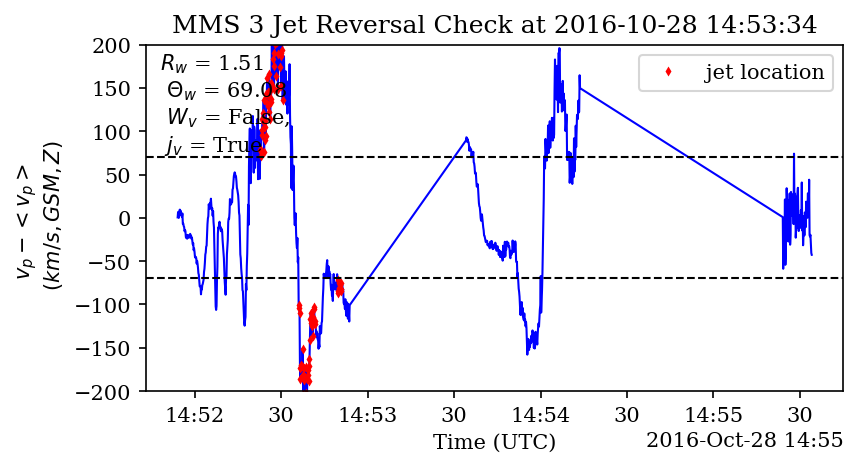 MMS 3 Jet Reversal Check at 2016-10-28 14:53:34
200
150
100
50
0
−50
−100
−150
−200
v_p − < v_p >
(km/s, GSM, Z)
R_w = 1.51
Θ_w = 69.08
W_v = False,
j_v = True
jet location
14:52 30 14:53 30 14:54 30 14:55 30
Time (UTC)
2016-Oct-28 14:55